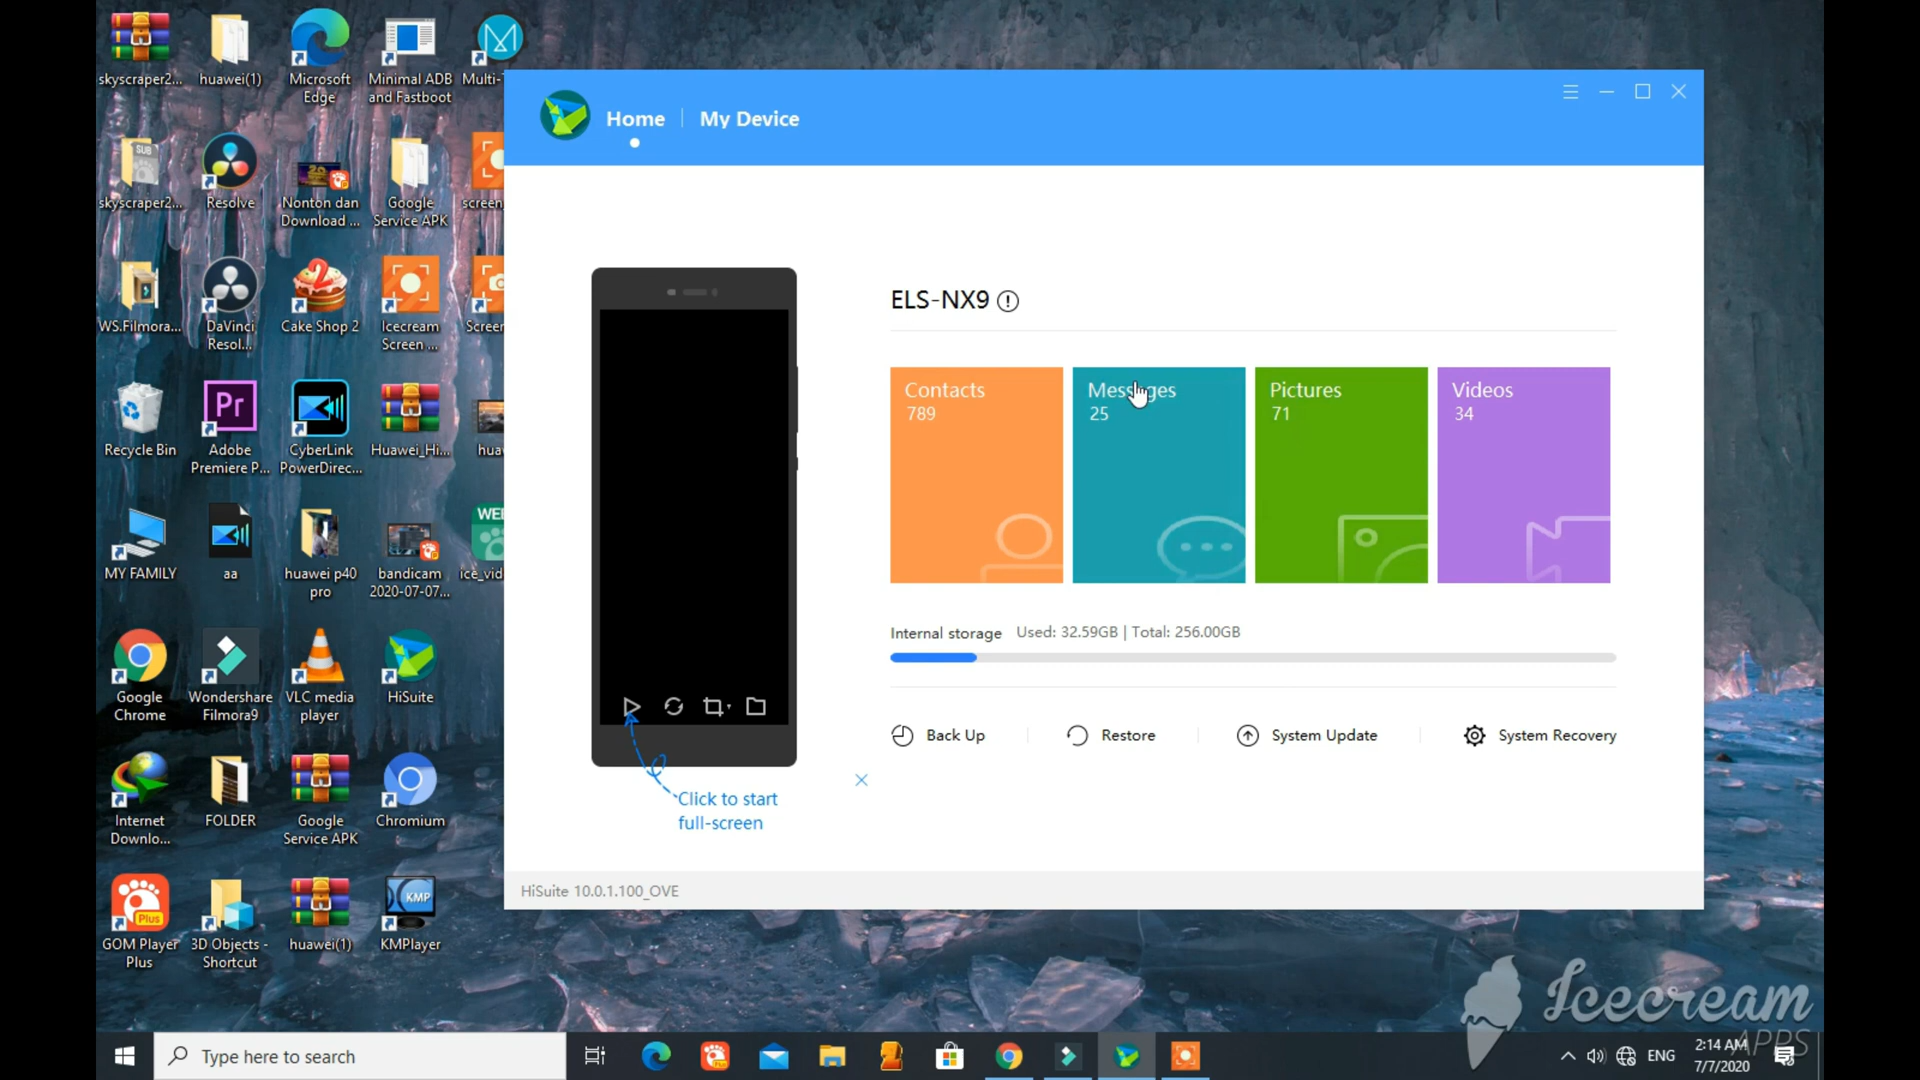 skyscraper2...
huawei(1)
Microsoft
Edge
Minimal ADB
and Fastboot
Multi-
SUB
skyscraper2...
Resolve
Nonton dan
Download ...
Google
Service APK
screen
WS.Filmora...
DaVinci
Resol...
Cake Shop 2
Icecream
Screen ...
Screen
Recycle Bin
Pr
Adobe
Premiere P...
CyberLink
PowerDirec...
Huawei_Hi...
hua
MY FAMILY
aa
huawei p40
pro
bandicam
2020-07-07...
WE
ice_vid
Google
Chrome
Wondershare
Filmora9
VLC media
player
HiSuite
Internet
Downlo...
FOLDER
Google
Service APK
Chromium
Plus
GOM Player
Plus
3D Objects -
Shortcut
huawei(1)
KMP
KMPlayer
Home | My Device
ELS-NX9
Contacts
789
Messages
25
Pictures
71
Videos
34
Internal storage Used: 32.59GB | Total: 256.00GB
Back Up
Restore
System Update
System Recovery
Click to start
full-screen
HiSuite 10.0.1.100_OVE
Icecream
APPS
Type here to search
ENG
2:14 AM
7/7/2020